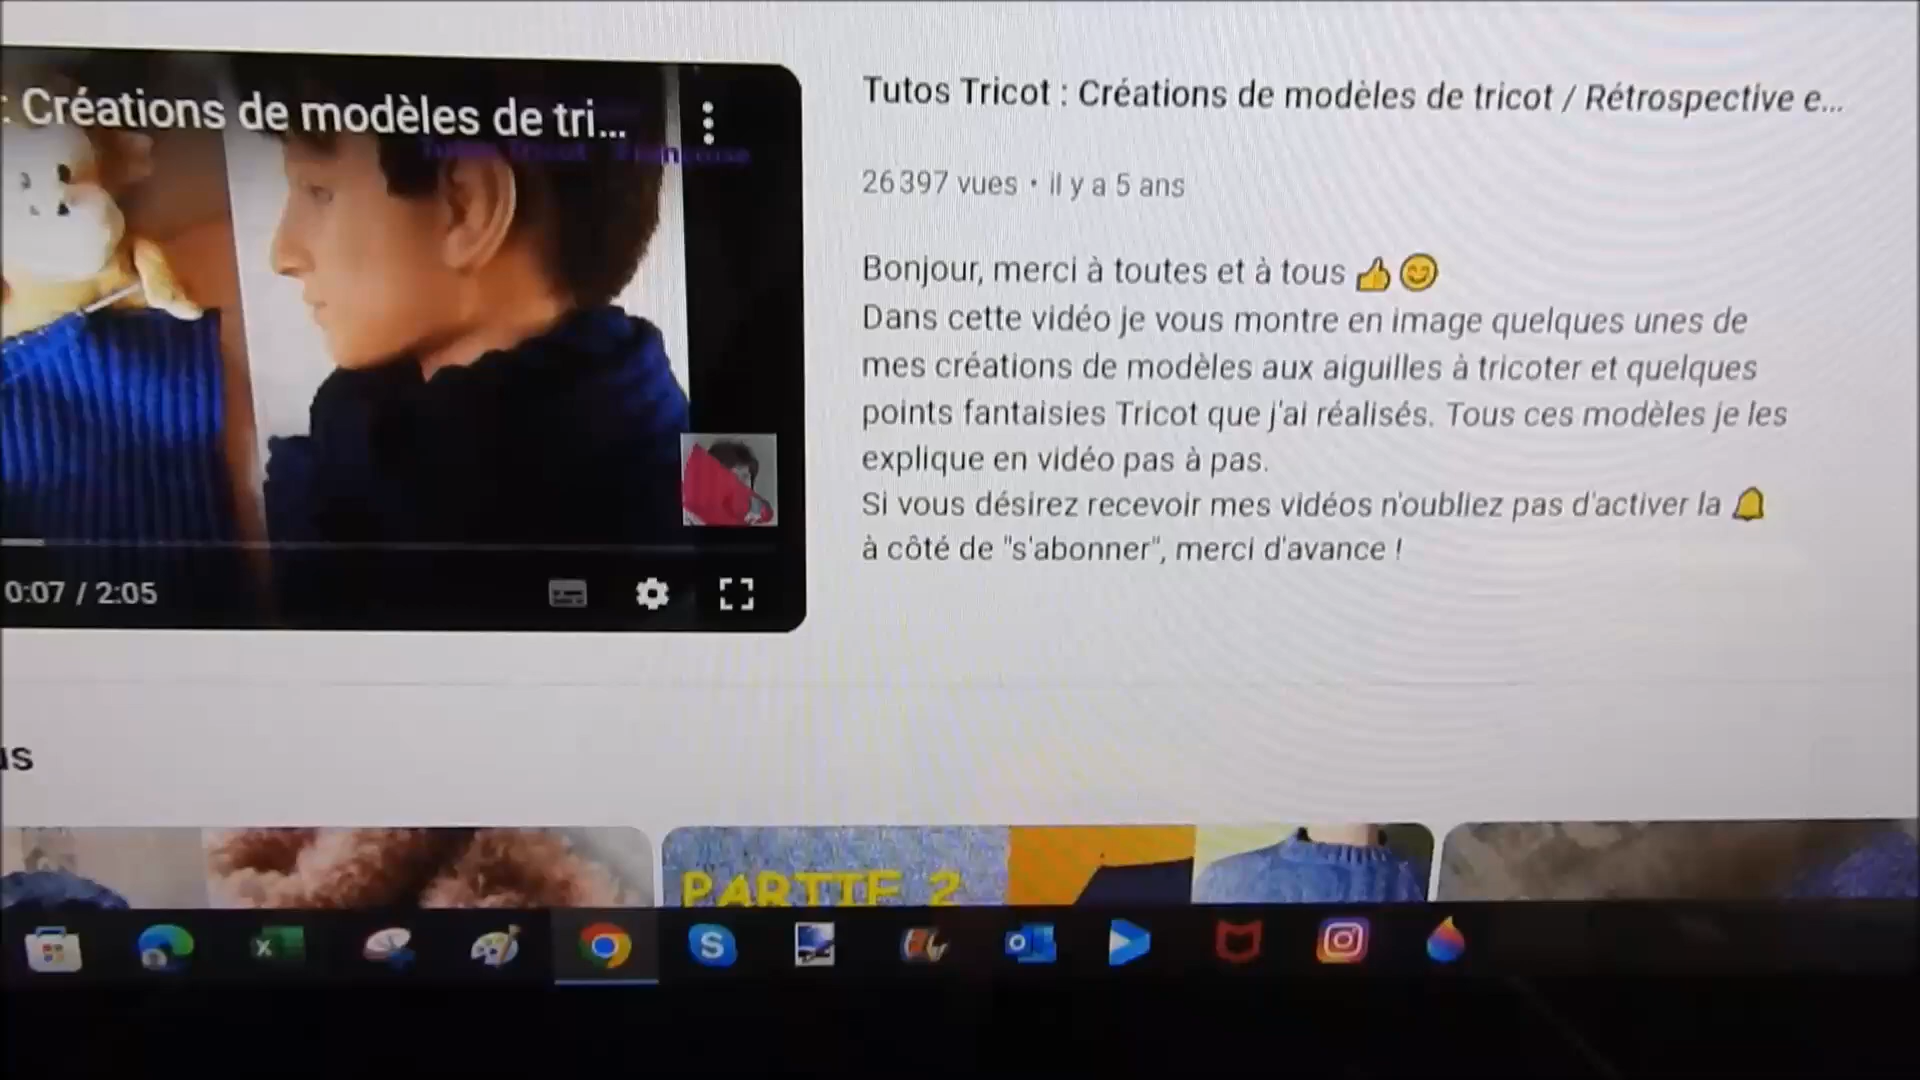 : Créations de modèles de tri...
Tutos Tricot Françoise
0:07 / 2:05
Tutos Tricot : Créations de modèles de tricot / Rétrospective e...
26 397 vues • il y a 5 ans
Bonjour, merci à toutes et à tous 👍😊
Dans cette vidéo je vous montre en image quelques unes de
mes créations de modèles aux aiguilles à tricoter et quelques
points fantaisies Tricot que j'ai réalisés. Tous ces modèles je les
explique en vidéo pas à pas.
Si vous désirez recevoir mes vidéos n'oubliez pas d'activer la 🔔
à côté de "s'abonner", merci d'avance !
us
PARTIE 2